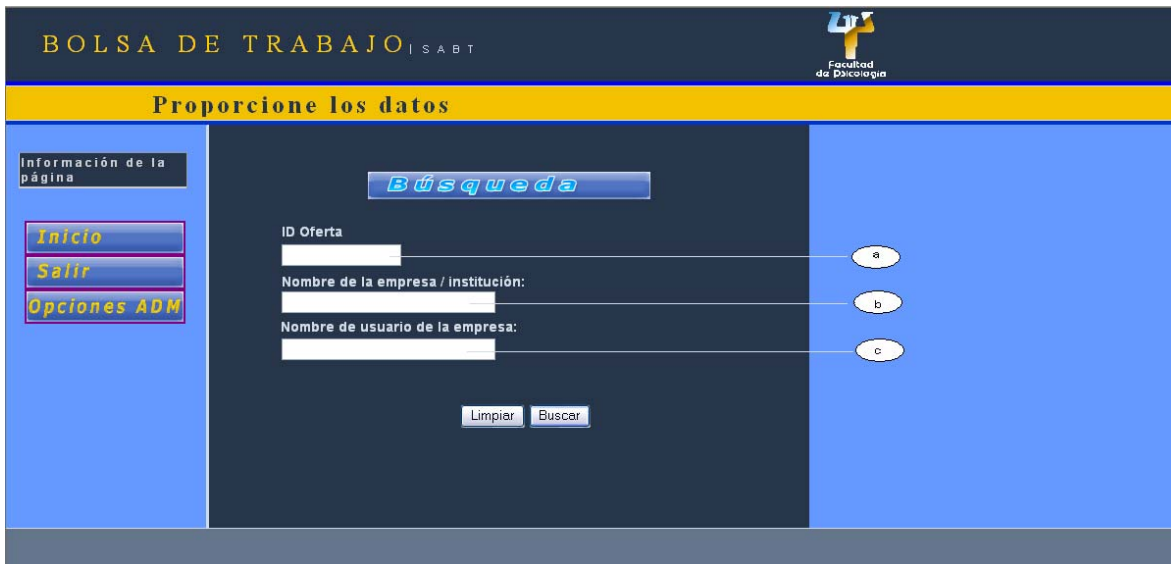 BOLSA DE TRABAJO | SABT
Facultad
de Psicología
Proporcione los datos
Información de la
página
Inicio
Salir
Opciones ADM
Búsqueda
ID Oferta
a
Nombre de la empresa / institución:
b
Nombre de usuario de la empresa:
c
Limpiar Buscar